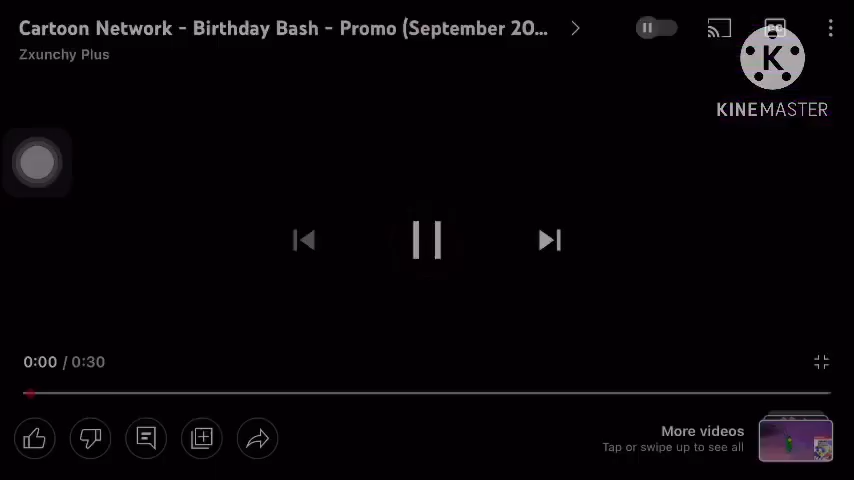 Cartoon Network - Birthday Bash - Promo (September 20...
Zxunchy Plus
CC
K
KINEMASTER
0:00 / 0:30
More videos
Tap or swipe up to see all